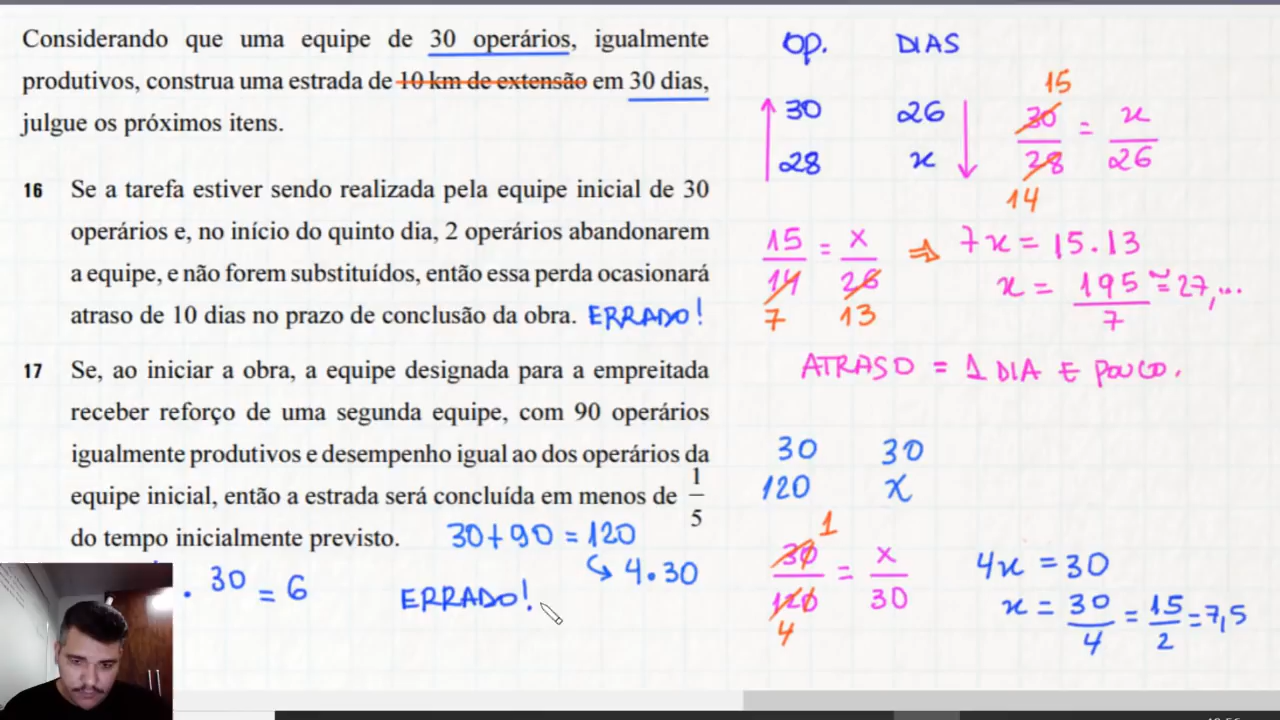 Considerando que uma equipe de 30 operários, igualmente
produtivos, construa uma estrada de 10 km de extensão em 30 dias,
julgue os próximos itens.
16 Se a tarefa estiver sendo realizada pela equipe inicial de 30
operários e, no início do quinto dia, 2 operários abandonarem
a equipe, e não forem substituídos, então essa perda ocasionará
atraso de 10 dias no prazo de conclusão da obra. ERRADO!
17 Se, ao iniciar a obra, a equipe designada para a empreitada
receber reforço de uma segunda equipe, com 90 operários
igualmente produtivos e desempenho igual ao dos operários da
equipe inicial, então a estrada será concluída em menos de 1/5
do tempo inicialmente previsto. 30+90=120
↳ 4.30
. 30 = 6
ERRADO!
OP. DIAS
30 26
28 x
15
30/28 = x/26
14
15/14 = x/26 ⇒ 7x = 15.13
7 13
x = 195/7 ≅ 27,...
ATRASO = 1 DIA E POUCO.
30 30
120 x
1
30/120 = x/30
4
4x = 30
x = 30/4 = 15/2 = 7,5